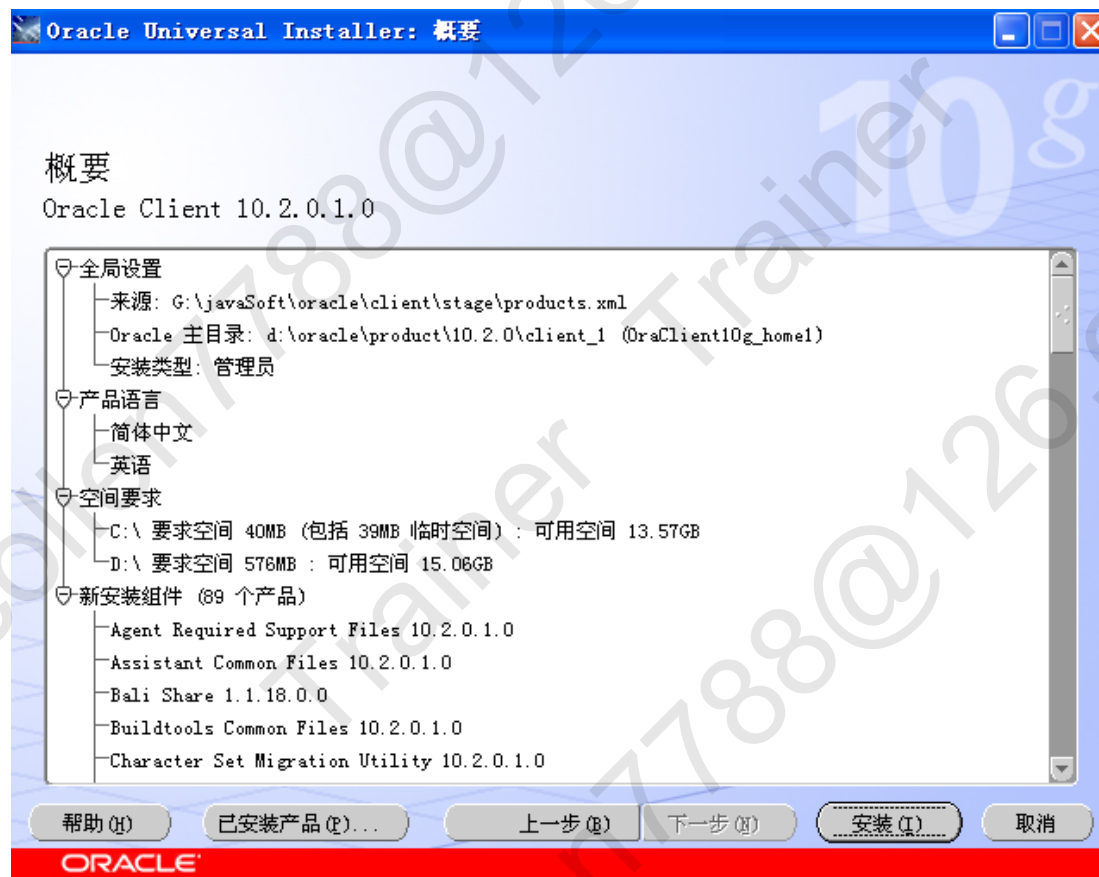 Oracle Universal Installer: 概要
10g
概要
Oracle Client 10.2.0.1.0
全局设置
来源: G:\javaSoft\oracle\client\stage\products.xml
Oracle 主目录: d:\oracle\product\10.2.0\client_1 (OraClient10g_home1)
安装类型: 管理员
产品语言
简体中文
英语
空间要求
C:\ 要求空间 40MB (包括 39MB 临时空间) : 可用空间 13.57GB
D:\ 要求空间 576MB : 可用空间 15.06GB
新安装组件 (89 个产品)
Agent Required Support Files 10.2.0.1.0
Assistant Common Files 10.2.0.1.0
Bali Share 1.1.18.0.0
Buildtools Common Files 10.2.0.1.0
Character Set Migration Utility 10.2.0.1.0
帮助(H) 已安装产品(P)... 上一步(B) 下一步(N) 安装(I) 取消
ORACLE
Trainer
Trainer